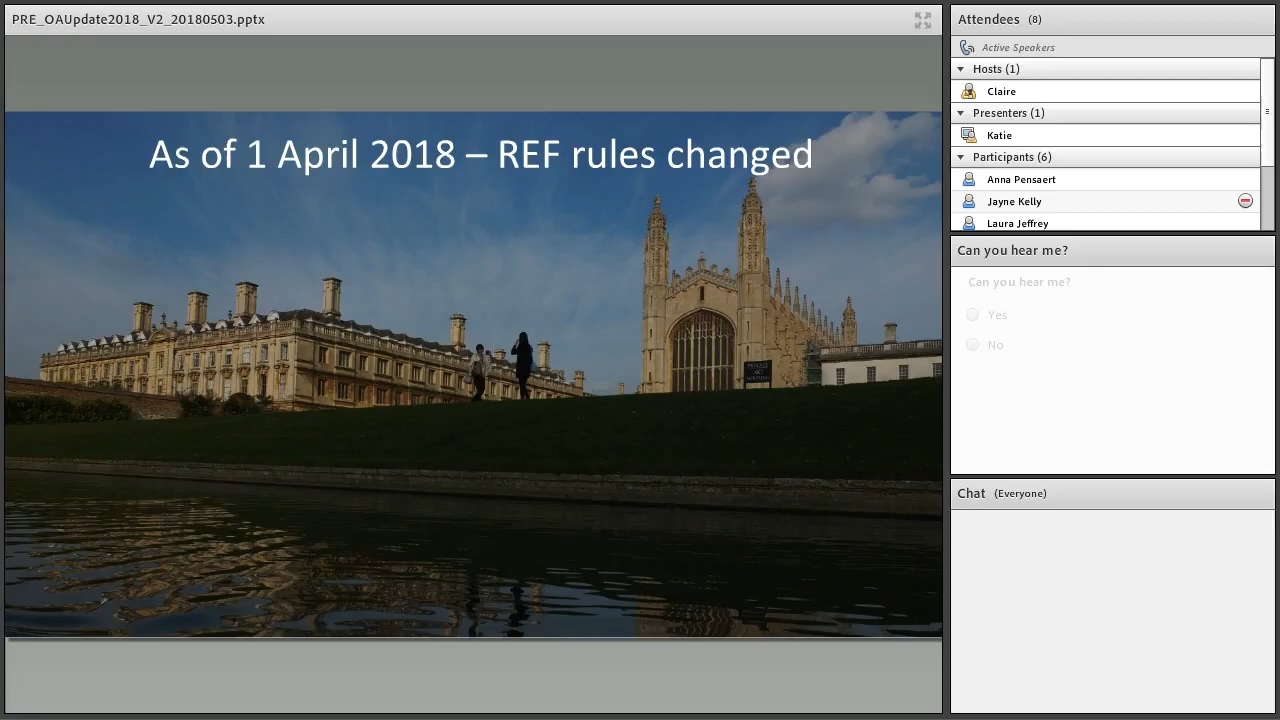 PRE_OAUpdate2018_V2_20180503.pptx
As of 1 April 2018 – REF rules changed
Attendees (8)
Active Speakers
Hosts (1)
Claire
Presenters (1)
Katie
Participants (6)
Anna Pensaert
Jayne Kelly
Laura Jeffrey
Can you hear me?
Can you hear me?
Yes
No
Chat (Everyone)